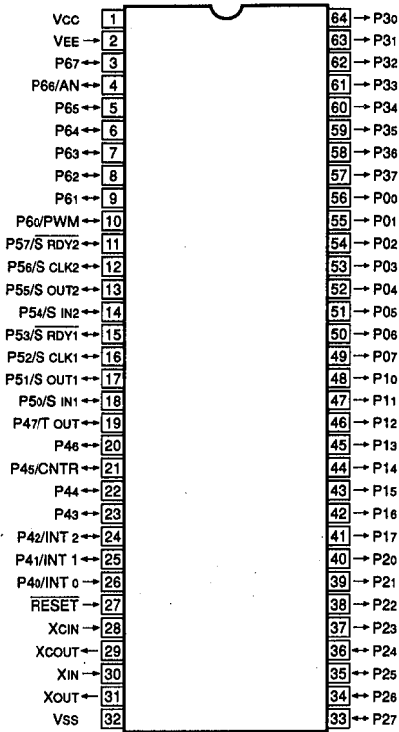 VCC 1 64 P30
VEE 2 63 P31
P67 3 62 P32
P66/AN 4 61 P33
P65 5 60 P34
P64 6 59 P35
P63 7 58 P36
P62 8 57 P37
P61 9 56 P00
P60/PWM 10 55 P01
P57/S RDY2 11 54 P02
P56/S CLK2 12 53 P03
P55/S OUT2 13 52 P04
P54/S IN2 14 51 P05
P53/S RDY1 15 50 P06
P52/S CLK1 16 49 P07
P51/S OUT1 17 48 P10
P50/S IN1 18 47 P11
P47/T OUT 19 46 P12
P46 20 45 P13
P45/CNTR 21 44 P14
P44 22 43 P15
P43 23 42 P16
P42/INT 2 24 41 P17
P41/INT 1 25 40 P20
P40/INT 0 26 39 P21
RESET 27 38 P22
XCIN 28 37 P23
XCOUT 29 36 P24
XIN 30 35 P25
XOUT 31 34 P26
VSS 32 33 P27